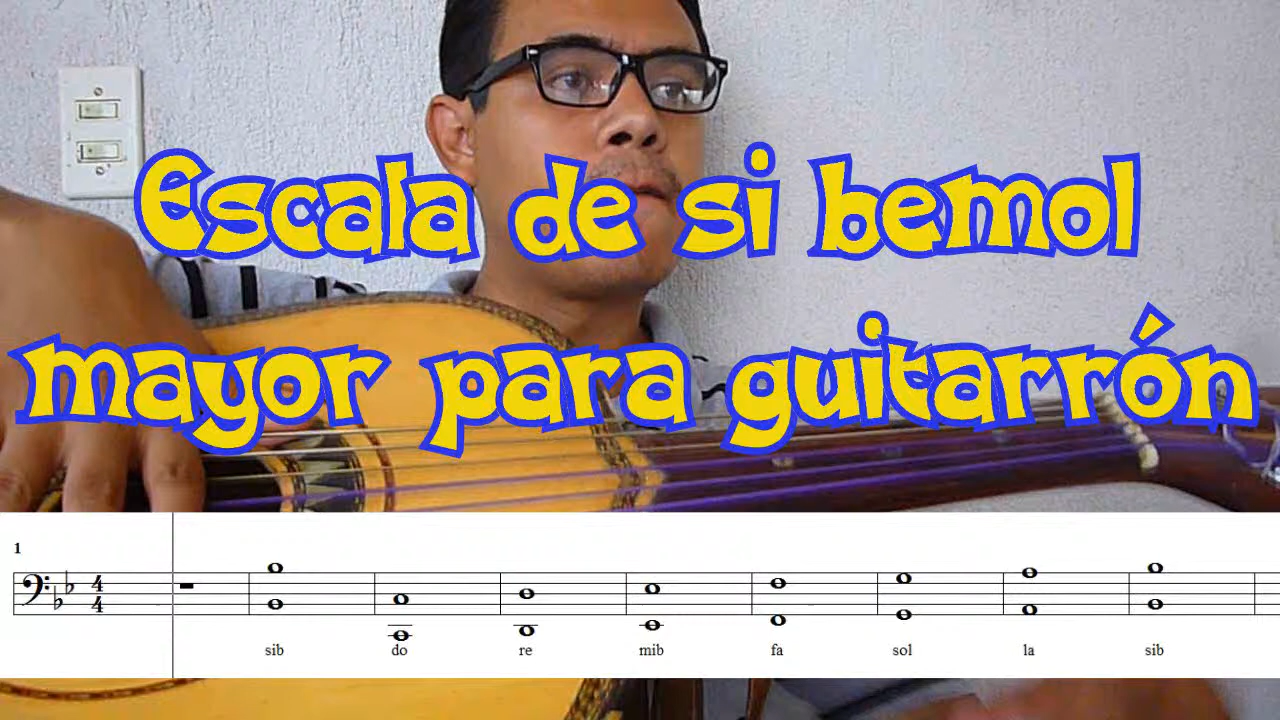 Escala de si bemol
mayor para guitarrón
1
4
4
sib do re mib fa sol la sib